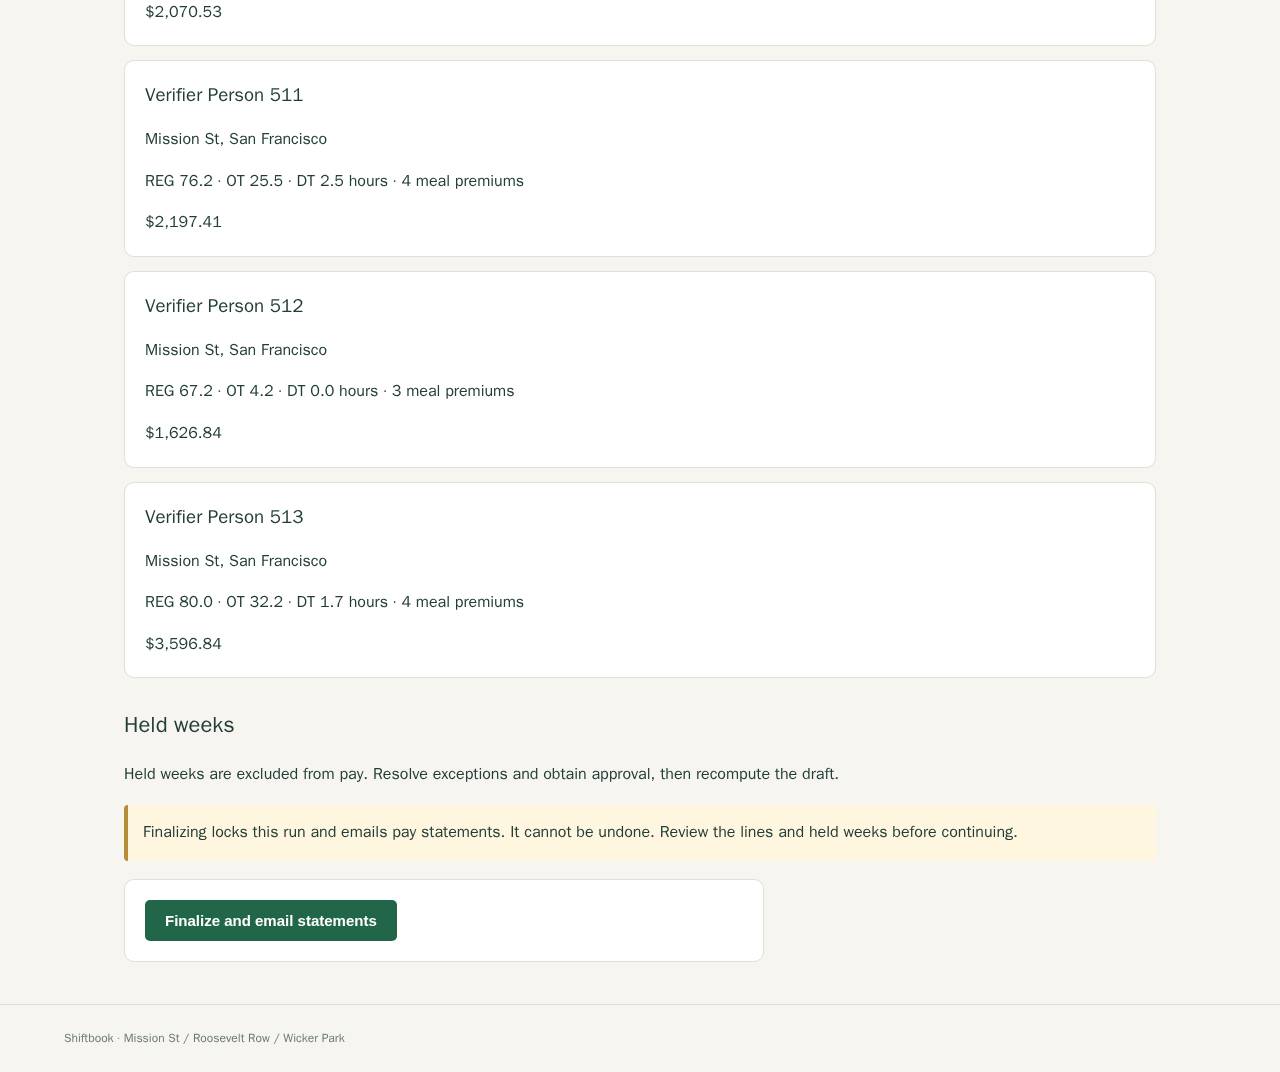 $2,070.53
Verifier Person 511
Mission St, San Francisco
REG 76.2 · OT 25.5 · DT 2.5 hours · 4 meal premiums
$2,197.41
Verifier Person 512
Mission St, San Francisco
REG 67.2 · OT 4.2 · DT 0.0 hours · 3 meal premiums
$1,626.84
Verifier Person 513
Mission St, San Francisco
REG 80.0 · OT 32.2 · DT 1.7 hours · 4 meal premiums
$3,596.84
Held weeks
Held weeks are excluded from pay. Resolve exceptions and obtain approval, then recompute the draft.
Finalizing locks this run and emails pay statements. It cannot be undone. Review the lines and held weeks before continuing.
Finalize and email statements
Shiftbook · Mission St / Roosevelt Row / Wicker Park